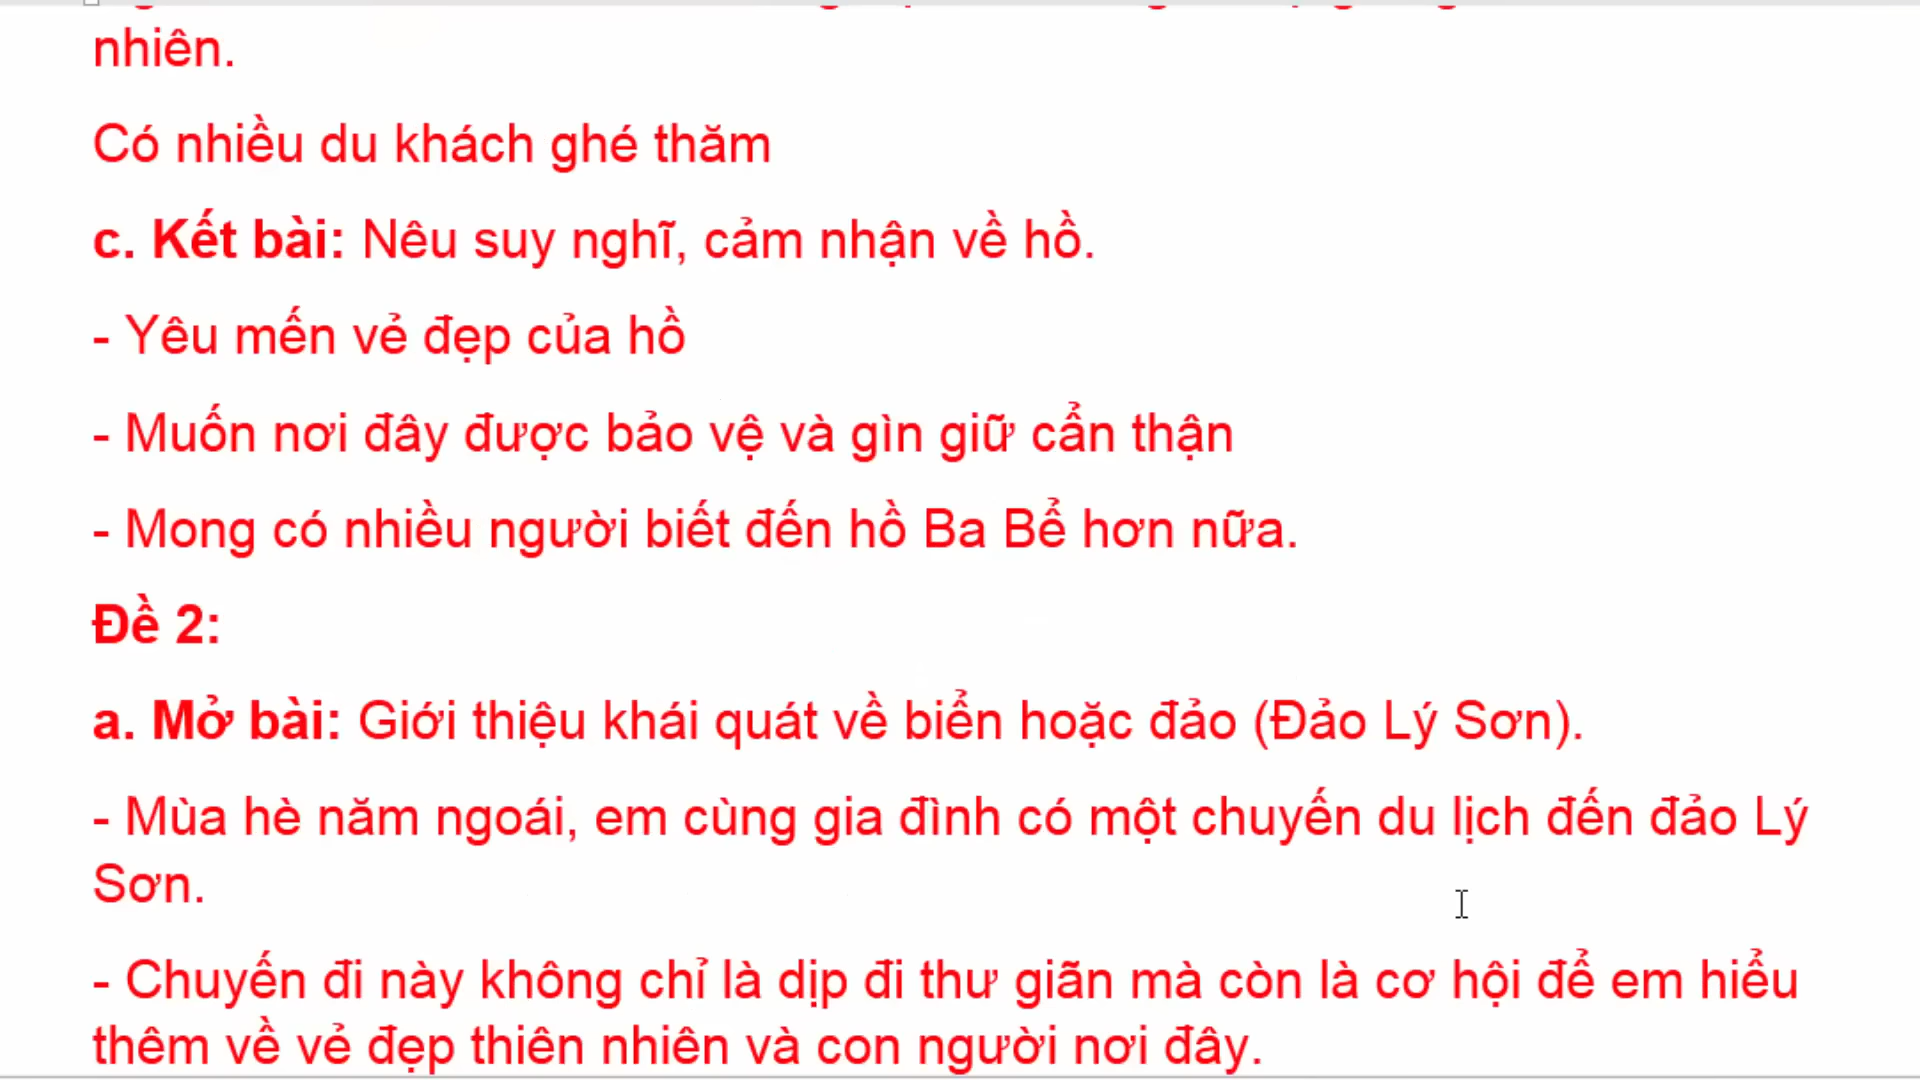 nhiên.
Có nhiều du khách ghé thăm
c. Kết bài: Nêu suy nghĩ, cảm nhận về hồ.
- Yêu mến vẻ đẹp của hồ
- Muốn nơi đây được bảo vệ và gìn giữ cẩn thận
- Mong có nhiều người biết đến hồ Ba Bể hơn nữa.
Đề 2:
a. Mở bài: Giới thiệu khái quát về biển hoặc đảo (Đảo Lý Sơn).
- Mùa hè năm ngoái, em cùng gia đình có một chuyến du lịch đến đảo Lý
Sơn.
- Chuyến đi này không chỉ là dịp đi thư giãn mà còn là cơ hội để em hiểu
thêm về vẻ đẹp thiên nhiên và con người nơi đây.